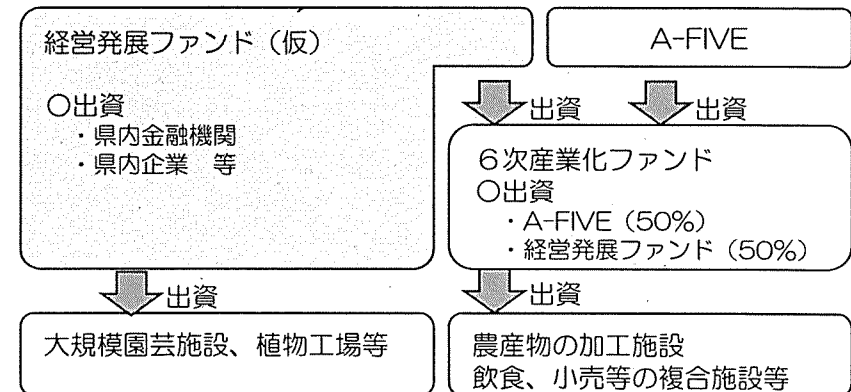 経営発展ファンド（仮）
○出資
・県内金融機関
・県内企業　等
A-FIVE
出資
出資
６次産業化ファンド
○出資
・A-FIVE（50%）
・経営発展ファンド（50%）
出資
出資
大規模園芸施設、植物工場等
農産物の加工施設
飲食、小売等の複合施設等